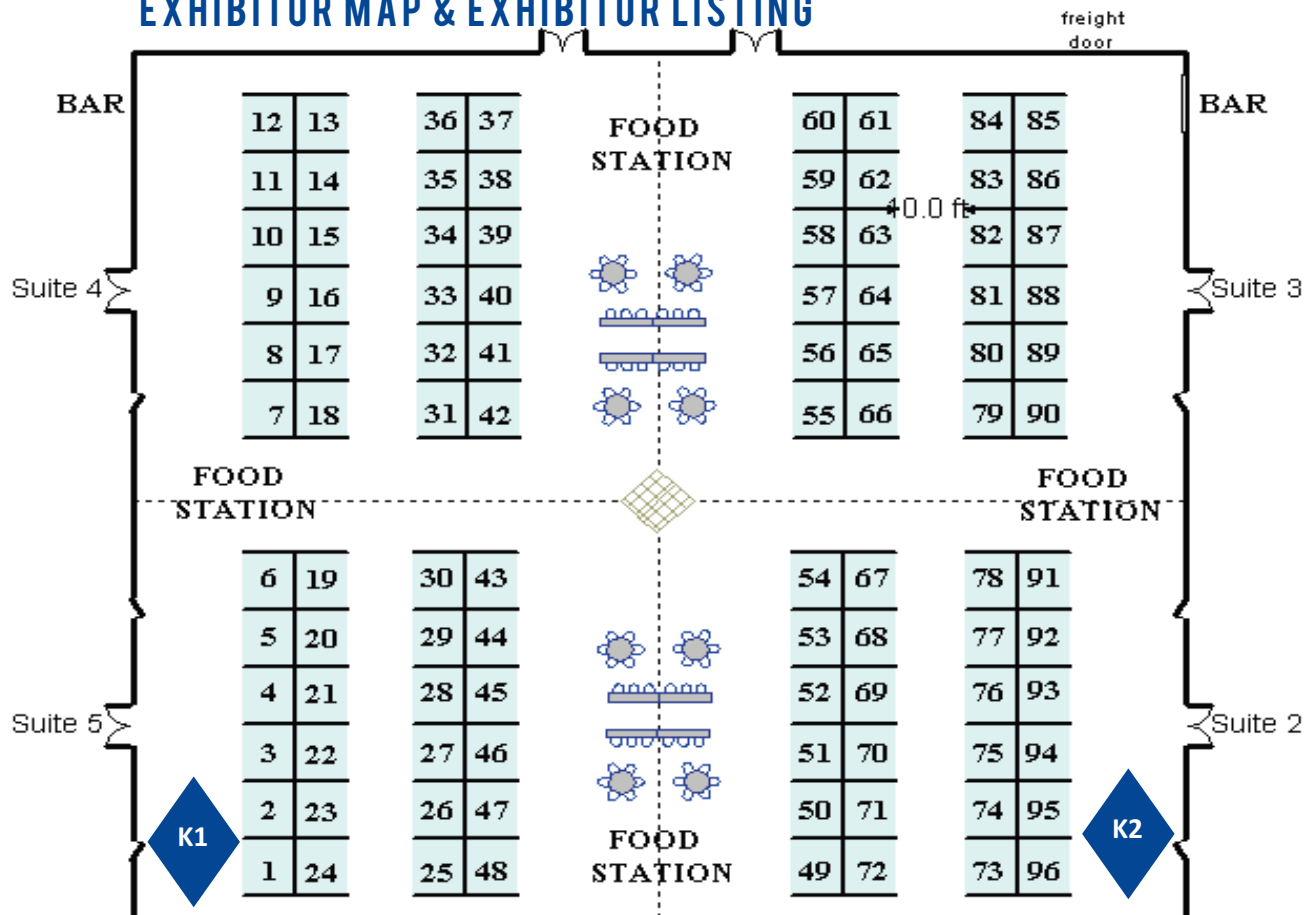 EXHIBITOR MAP & EXHIBITOR LISTING
freight
door
BAR
BAR
12 13 36 37 60 61 84 85
FOOD
STATION
11 14 35 38 59 62 83 86
10.0 ft
10 15 34 39 58 63 82 87
Suite 4
9 16 33 40 57 64 81 88
Suite 3
8 17 32 41 56 65 80 89
7 18 31 42 55 66 79 90
FOOD
STATION
FOOD
STATION
6 19 30 43 54 67 78 91
5 20 29 44 53 68 77 92
4 21 28 45 52 69 76 93
Suite 5
Suite 2
3 22 27 46 51 70 75 94
2 23 26 47 50 71 74 95
K1
K2
FOOD
STATION
1 24 25 48 49 72 73 96